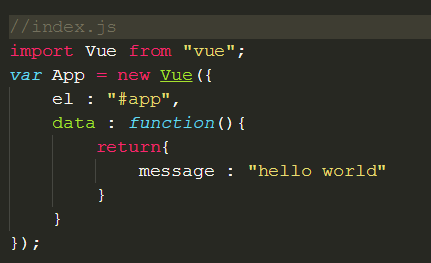 //index.js
import Vue from "vue";
var App = new Vue({
    el : "#app",
    data : function(){
        return{
            message : "hello world"
        }
    }
});